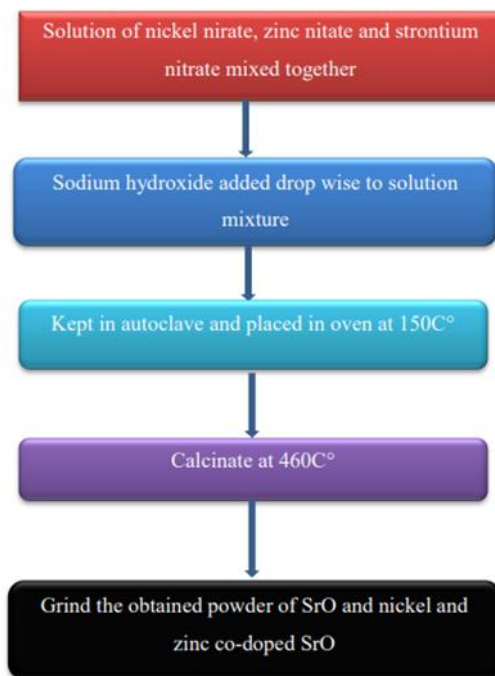 Solution of nickel nirate, zinc nitate and strontium
nitrate mixed together
Sodium hydroxide added drop wise to solution
mixture
Kept in autoclave and placed in oven at 150C°
Calcinate at 460C°
Grind the obtained powder of SrO and nickel and
zinc co-doped SrO